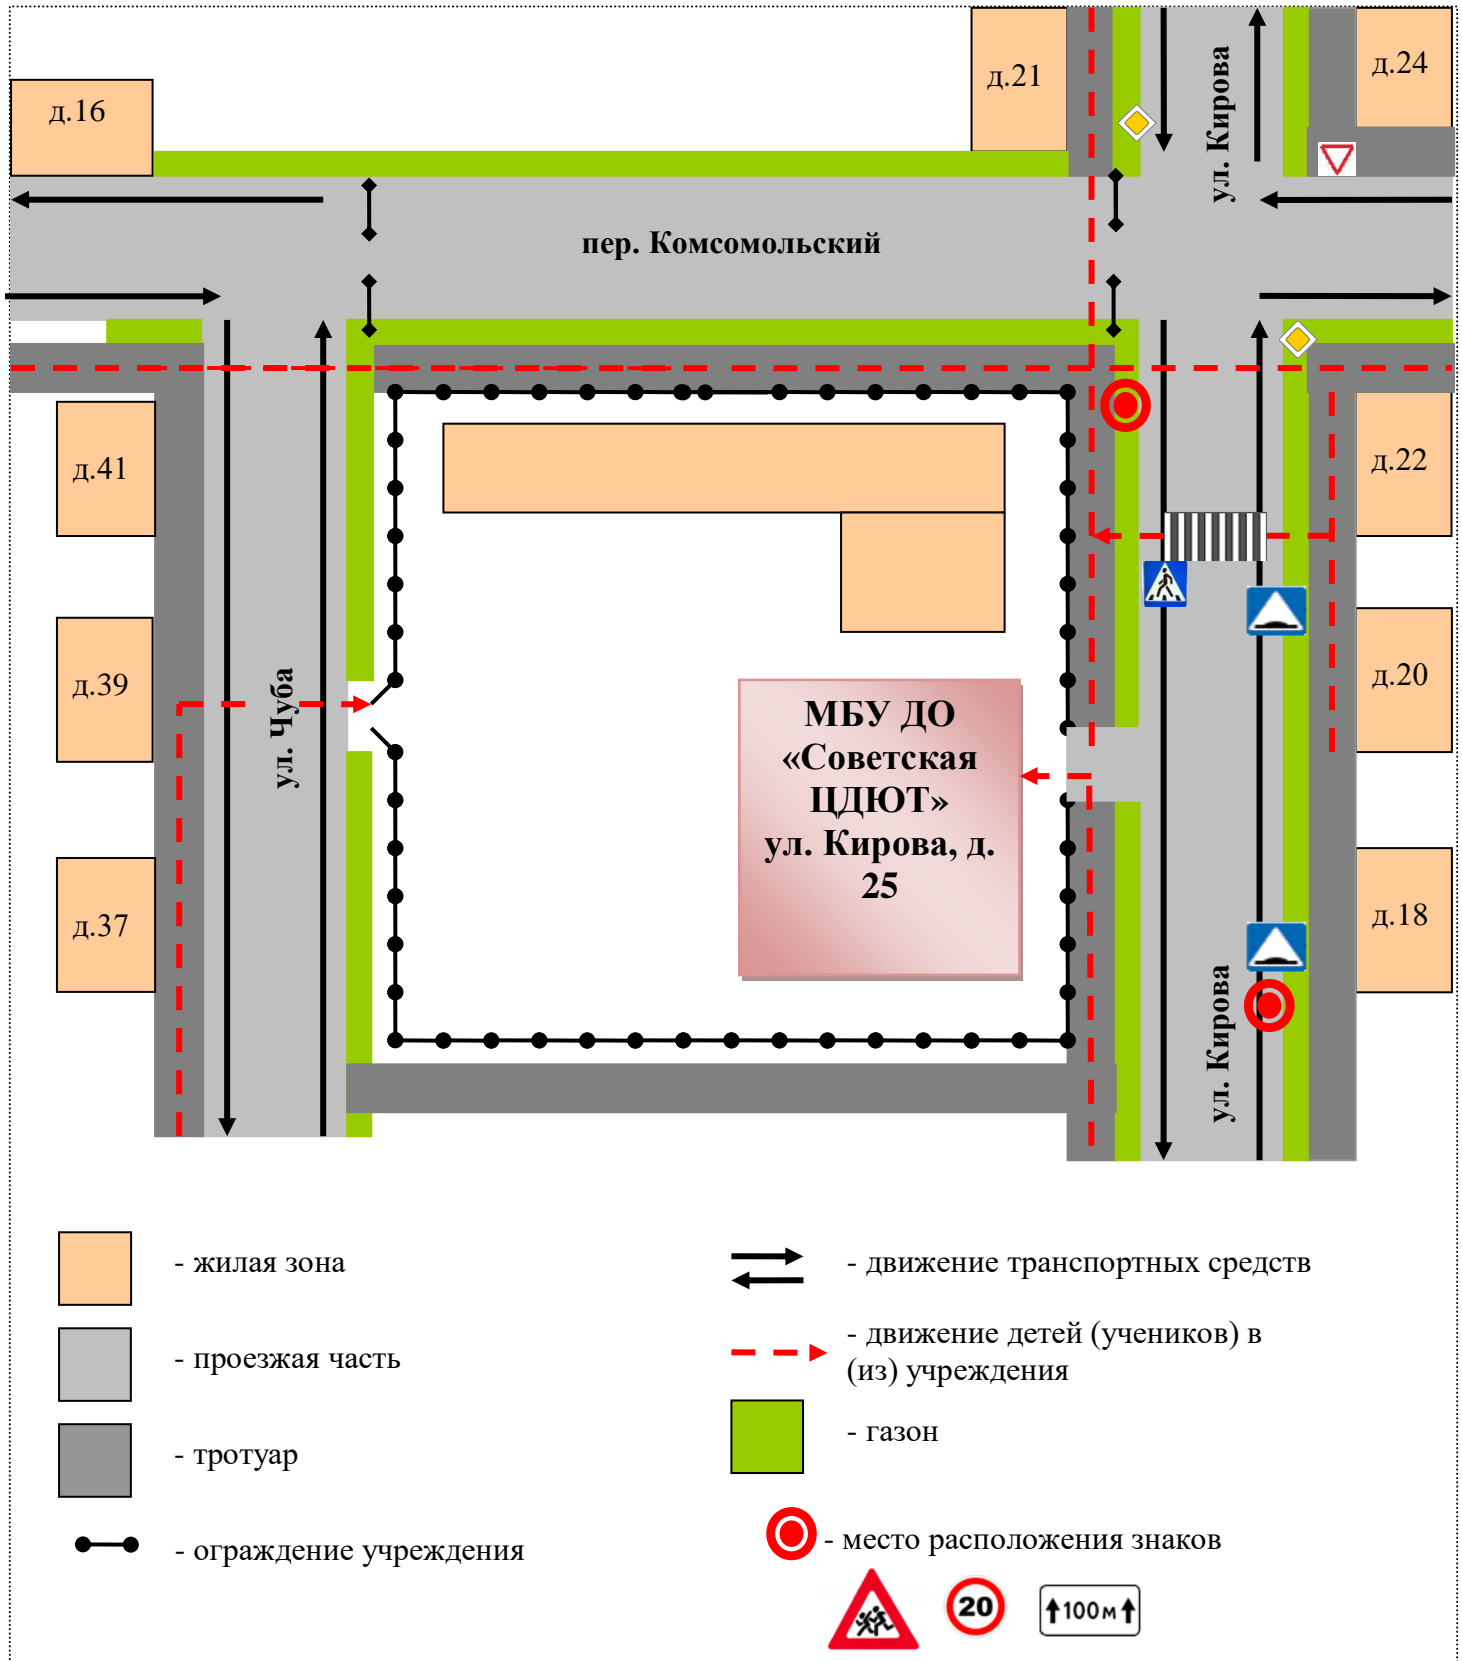 д.21
д.24
д.16
ул. Кирова
пер. Комсомольский
д.41
д.22
д.39
ул. Чуба
д.20
МБУ ДО
«Советская
ЦДЮТ»
ул. Кирова, д.
25
д.37
д.18
ул. Кирова
- жилая зона
- движение транспортных средств
- проезжая часть
- движение детей (учеников) в
(из) учреждения
- тротуар
- газон
- ограждение учреждения
- место расположения знаков
20
100м